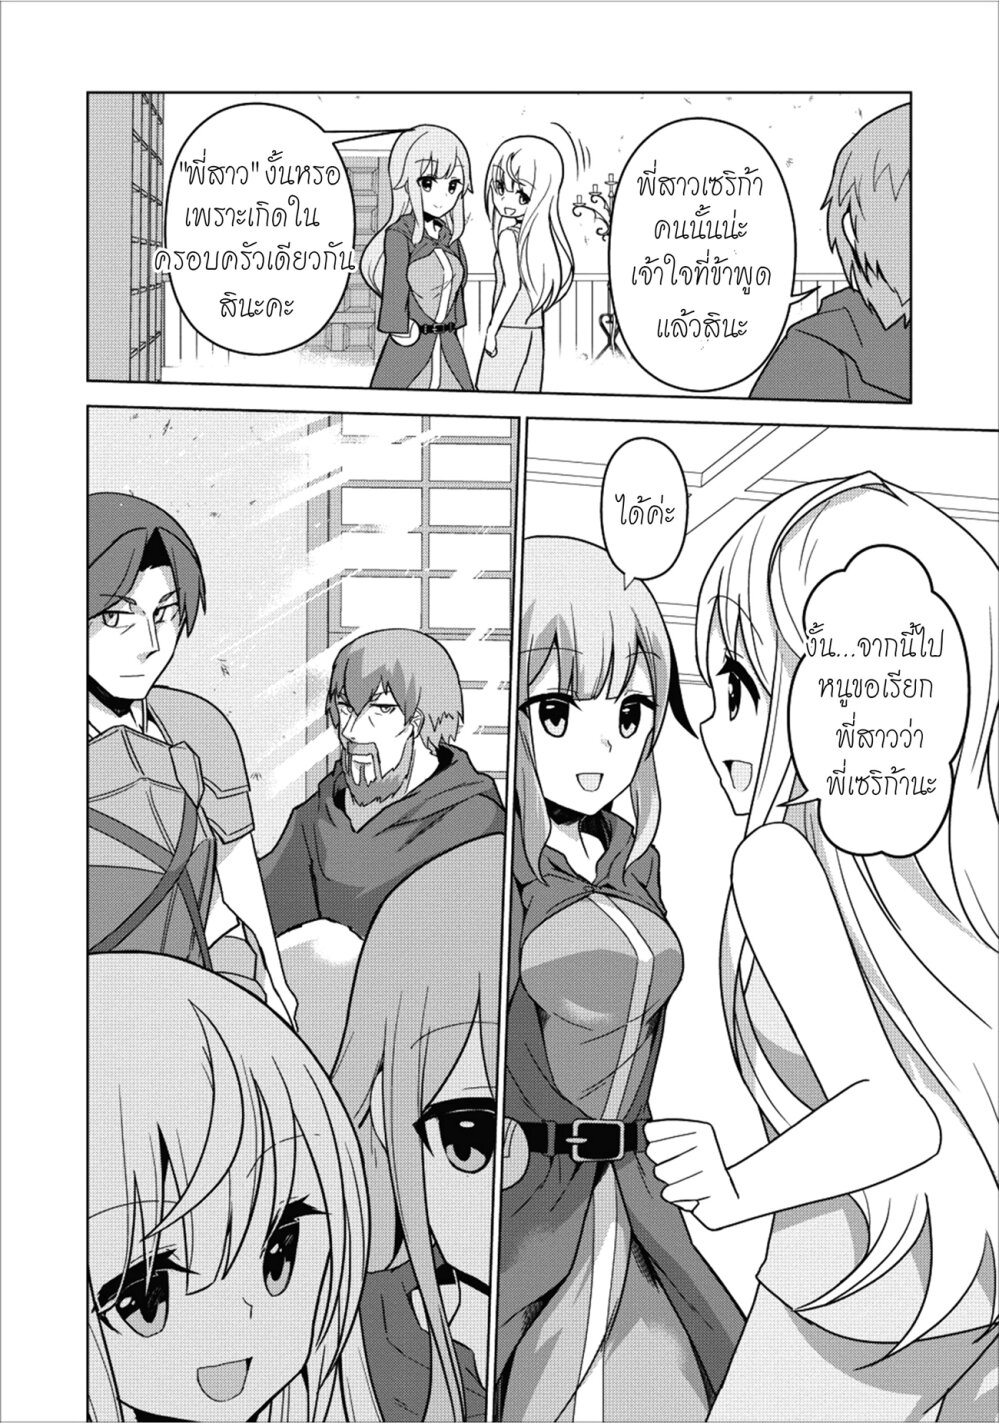 พี่สาวเซริก้า
คนนั้นน่ะ
เจ้าใจที่ข้าพูด
แล้วสินะ
"พี่สาว" งั้นหรอ
เพราะเกิดใน
ครอบครัวเดียวกัน
สินะคะ
งั้น...จากนี้ไป
หนูขอเรียก
พี่สาวว่า
พี่เซริก้านะ
ได้ค่ะ